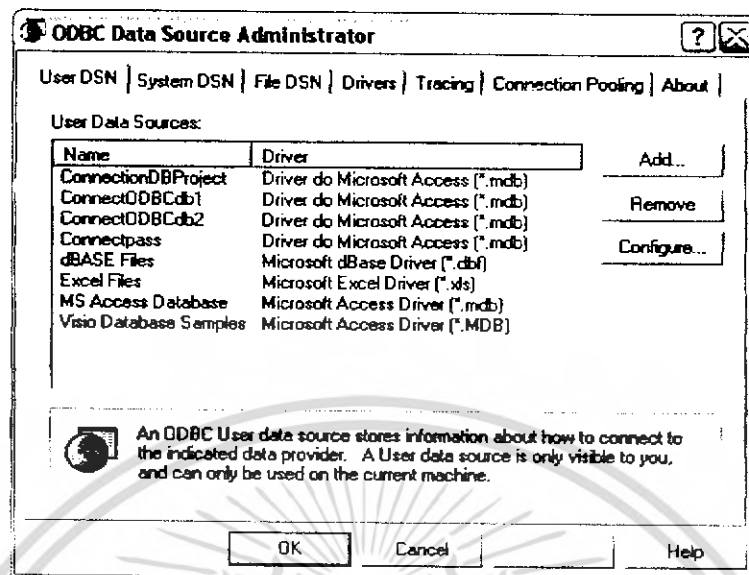 ODBC Data Source Administrator
User DSN System DSN File DSN Drivers Tracing Connection Pooling About
User Data Sources:
Name Driver
ConnectionDBProject Driver do Microsoft Access (*.mdb)
ConnectODBCdb1 Driver do Microsoft Access (*.mdb)
ConnectODBCdb2 Driver do Microsoft Access (*.mdb)
Connectpass Driver do Microsoft Access (*.mdb)
dBASE Files Microsoft dBase Driver (*.dbf)
Excel Files Microsoft Excel Driver (*.xls)
MS Access Database Microsoft Access Driver (*.mdb)
Visio Database Samples Microsoft Access Driver (*.MDB)
Add...
Remove
Configure...
An ODBC User data source stores information about how to connect to
the indicated data provider. A User data source is only visible to you,
and can only be used on the current machine.
OK Cancel Help